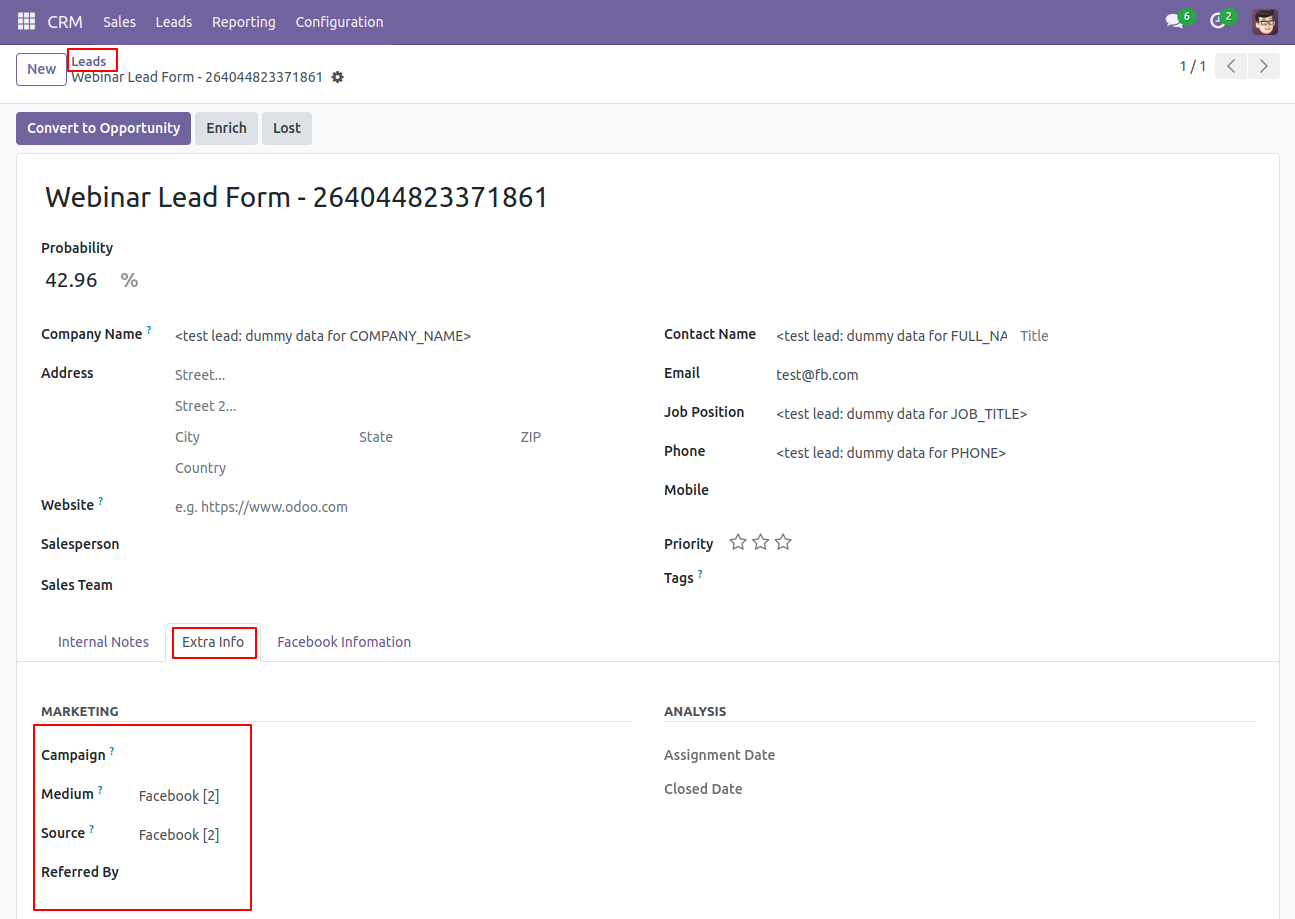 CRM Sales Leads Reporting Configuration 6 2
New Leads 1 / 1
Webinar Lead Form - 264044823371861
Convert to Opportunity Enrich Lost
Webinar Lead Form - 264044823371861
Probability
42.96 %
Company Name ? <test lead: dummy data for COMPANY_NAME>
Address Street...
Street 2...
City State ZIP
Country
Website ? e.g. https://www.odoo.com
Salesperson
Sales Team
Contact Name <test lead: dummy data for FULL_NA Title
Email test@fb.com
Job Position <test lead: dummy data for JOB_TITLE>
Phone <test lead: dummy data for PHONE>
Mobile
Priority
Tags ?
Internal Notes Extra Info Facebook Infomation
MARKETING
Campaign ?
Medium ? Facebook [2]
Source ? Facebook [2]
Referred By
ANALYSIS
Assignment Date
Closed Date